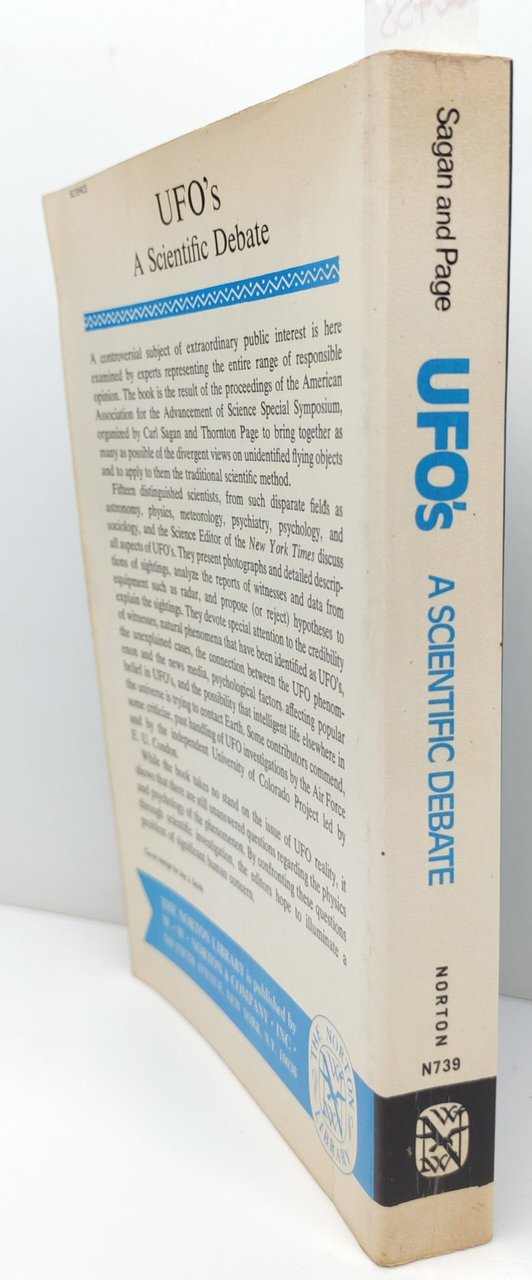 SCIENCE
UFO's
A Scientific Debate
A controversial subject of extraordinary public interest is here
examined by experts representing the entire range of responsible
opinion. The book is the result of the proceedings of the American
Association for the Advancement of Science Special Symposium,
organized by Carl Sagan and Thornton Page to bring together as
many as possible of the divergent views on unidentified flying objects
and to apply to them the traditional scientific method.
Fifteen distinguished scientists, from such disparate fields as
astronomy, physics, meteorology, psychiatry, psychology, and
sociology, and the Science Editor of the New York Times discuss
all aspects of UFO's. They present photographs and detailed descrip-
tions of sightings, analyze the reports of witnesses and data from
equipment such as radar, and propose (or reject) hypotheses to
explain the sightings. They devote special attention to the credibility
of witnesses, natural phenomena that have been identified as UFO's,
the unexplained cases, the connection between the UFO phenom-
enon and the news media, psychological factors affecting popular
belief in UFO's, and the possibility that intelligent life elsewhere in
the universe is trying to contact Earth. Some contributors commend,
some criticize, past handling of UFO investigations by the Air Force
and by the independent University of Colorado Project led by
E. U. Condon.
While the book takes no stand on the issue of UFO reality, it
shows that there are still unanswered questions regarding the physics
and psychology of the phenomenon. By confronting these questions
through scientific investigation, the editors hope to illuminate a
problem of significant human concern.
Cover design by
THE NORTON LIBRARY is published by
W · W · NORTON & COMPANY · INC ·
500 FIFTH AVENUE, NEW YORK, N.Y. 10036
THE NORTON LIBRARY
Sagan and Page
UFO's
A SCIENTIFIC DEBATE
NORTON
N739